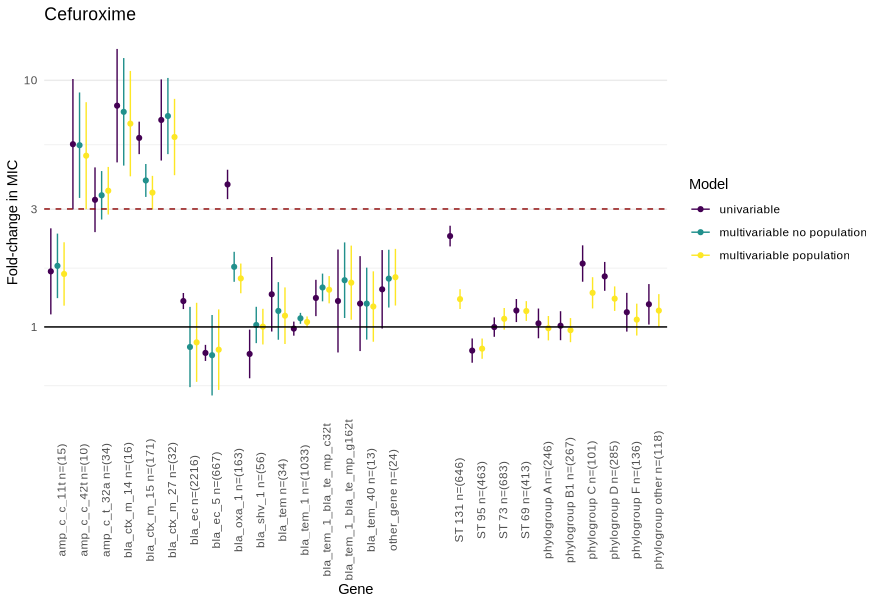 Cefuroxime
Fold-change in MIC
10
3
1
amp_c_c_11t n=(15)
amp_c_c_42t n=(10)
amp_c_t_32a n=(34)
bla_ctx_m_14 n=(16)
bla_ctx_m_15 n=(171)
bla_ctx_m_27 n=(32)
bla_ec n=(2216)
bla_ec_5 n=(667)
bla_oxa_1 n=(163)
bla_shv_1 n=(56)
bla_tem n=(34)
bla_tem_1 n=(1033)
bla_tem_1_bla_te_mp_c32t
bla_tem_1_bla_te_mp_g162t
bla_tem_40 n=(13)
other_gene n=(24)
ST 131 n=(646)
ST 95 n=(463)
ST 73 n=(683)
ST 69 n=(413)
phylogroup A n=(246)
phylogroup B1 n=(267)
phylogroup C n=(101)
phylogroup D n=(285)
phylogroup F n=(136)
phylogroup other n=(118)
Gene
Model
univariable
multivariable no population
multivariable population